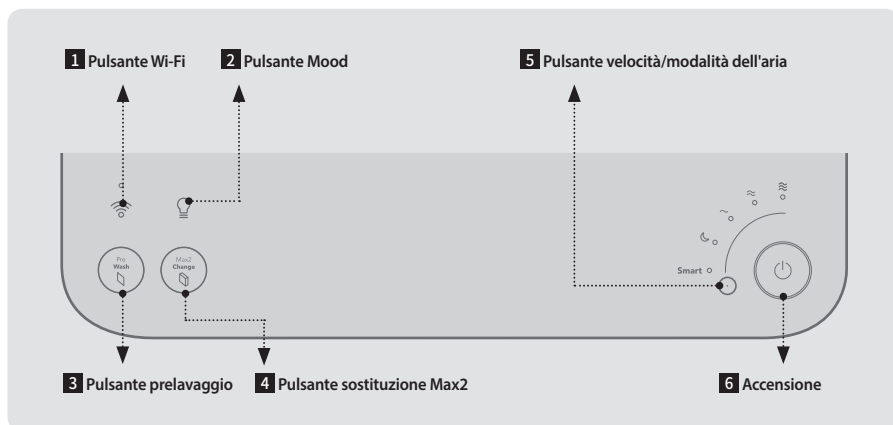 1 Pulsante Wi-Fi
2 Pulsante Mood
5 Pulsante velocità/modalità dell'aria
Pre
Wash
Max2
Change
Smart
3 Pulsante prelavaggio
4 Pulsante sostituzione Max2
6 Accensione